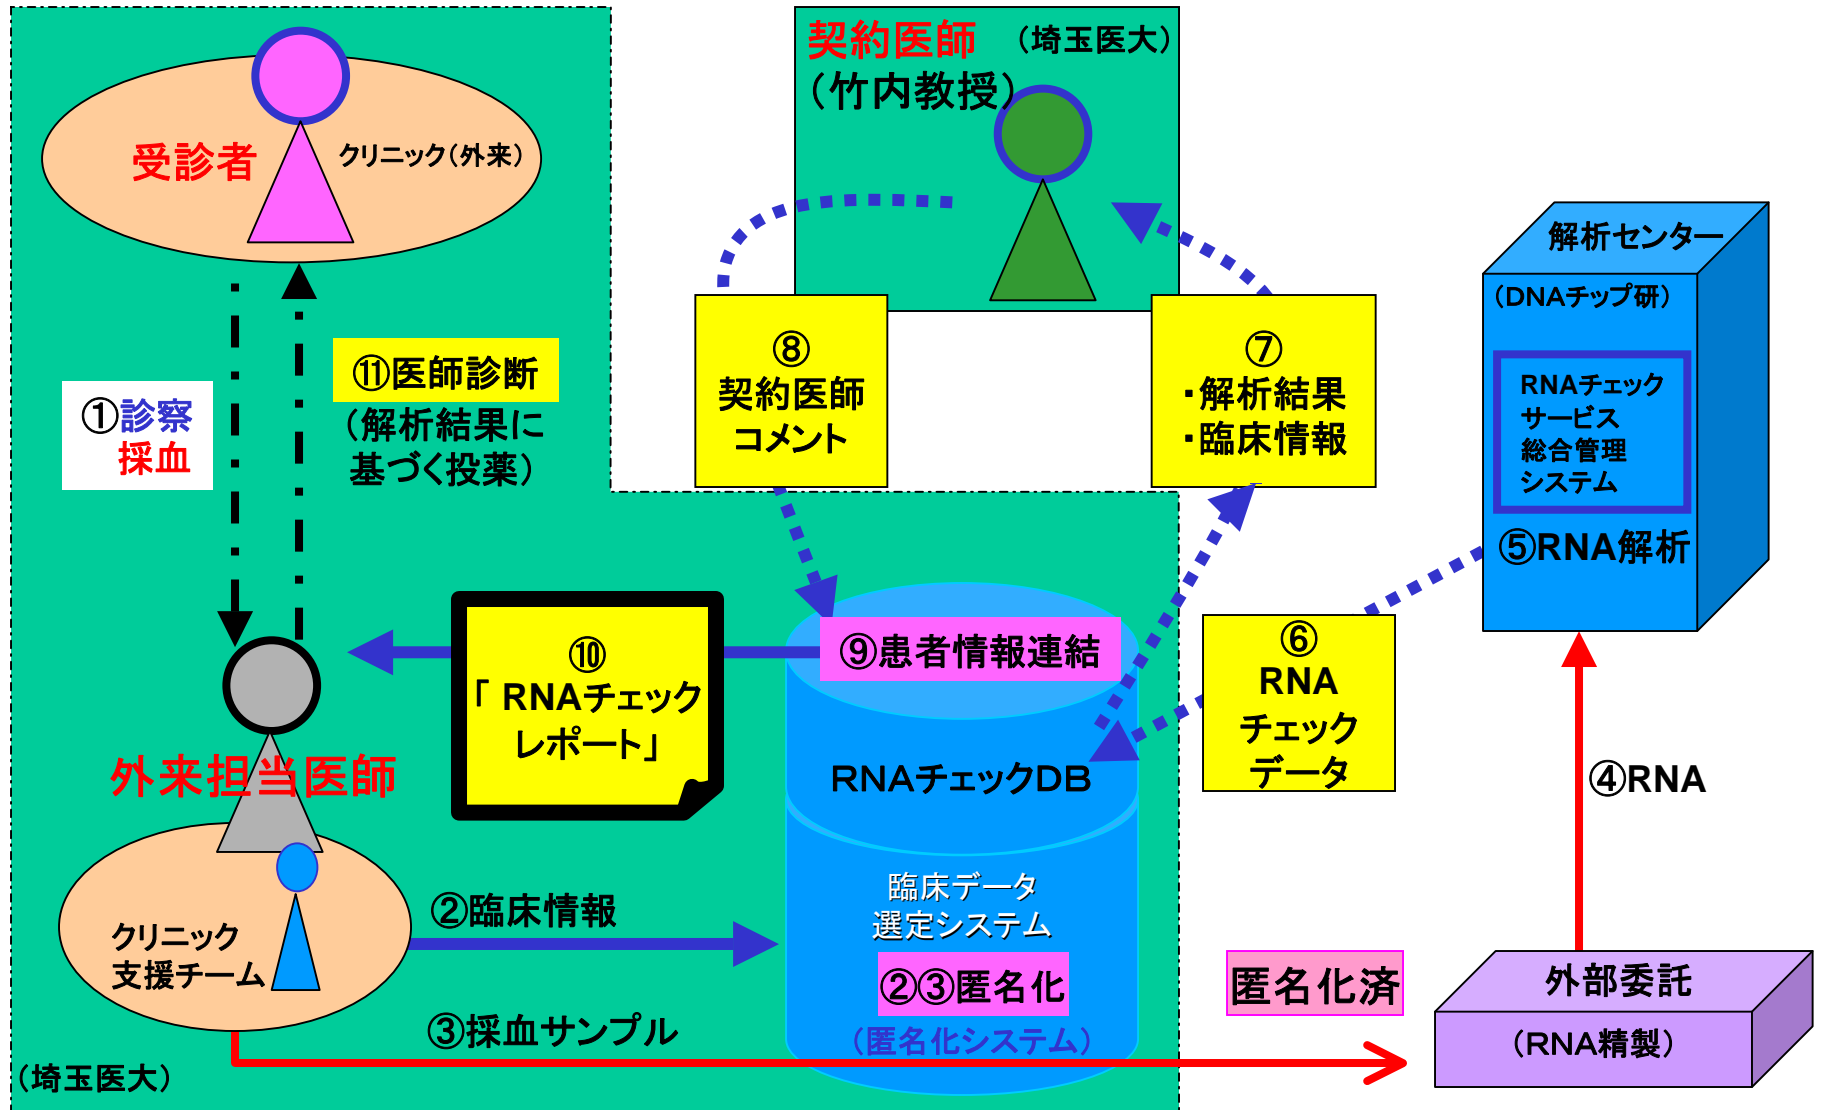 受診者
クリニック（外来）
①診察
採血
⑪医師診断
（解析結果に
基づく投薬）
契約医師 （埼玉医大）
（竹内教授）
⑧
契約医師
コメント
⑦
・解析結果
・臨床情報
解析センター
（DNAチップ研）
RNAチェック
サービス
総合管理
システム
⑤RNA解析
⑥
RNA
チェック
データ
④RNA
⑨患者情報連結
⑩
「 RNAチェック
レポート」
RNAチェックDB
外来担当医師
クリニック
支援チーム
②臨床情報
臨床データ
選定システム
②③匿名化
（匿名化システム）
③採血サンプル
匿名化済
外部委託
（RNA精製）
（埼玉医大）